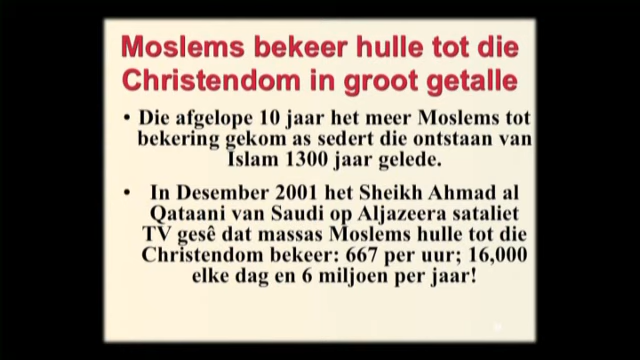 Moslems bekeer hulle tot die
Christendom in groot getalle
• Die afgelope 10 jaar het meer Moslems tot
bekering gekom as sedert die ontstaan van
Islam 1300 jaar gelede.
• In Desember 2001 het Sheikh Ahmad al
Qataani van Saudi op Aljazeera sataliet
TV gesê dat massas Moslems hulle tot die
Christendom bekeer: 667 per uur; 16,000
elke dag en 6 miljoen per jaar!